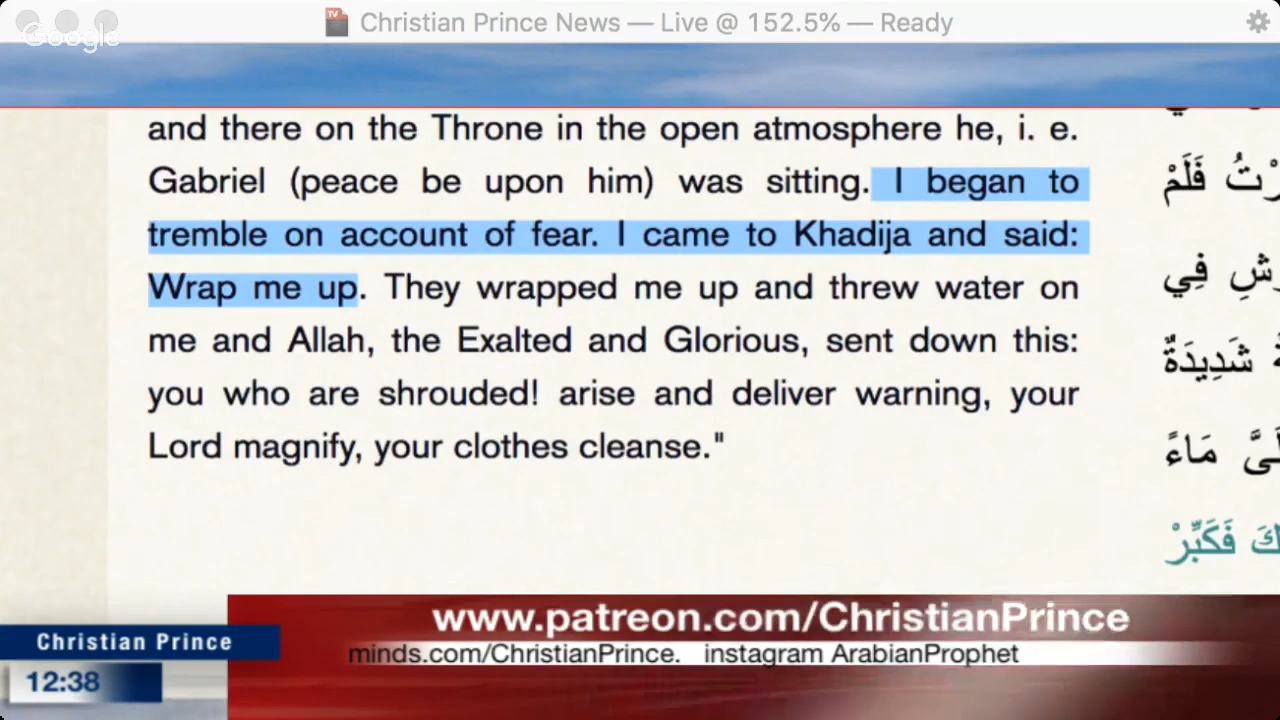 Christian Prince News — Live @ 152.5% — Ready
Google
and there on the Throne in the open atmosphere he, i. e.
Gabriel (peace be upon him) was sitting. I began to
tremble on account of fear. I came to Khadija and said:
Wrap me up. They wrapped me up and threw water on
me and Allah, the Exalted and Glorious, sent down this:
you who are shrouded! arise and deliver warning, your
Lord magnify, your clothes cleanse."
فَلَمْ
فِي
شَدِيدَةٌ
مَاءً
فَكَبِّرْ
www.patreon.com/ChristianPrince
minds.com/ChristianPrince. instagram ArabianProphet
Christian Prince
12:38